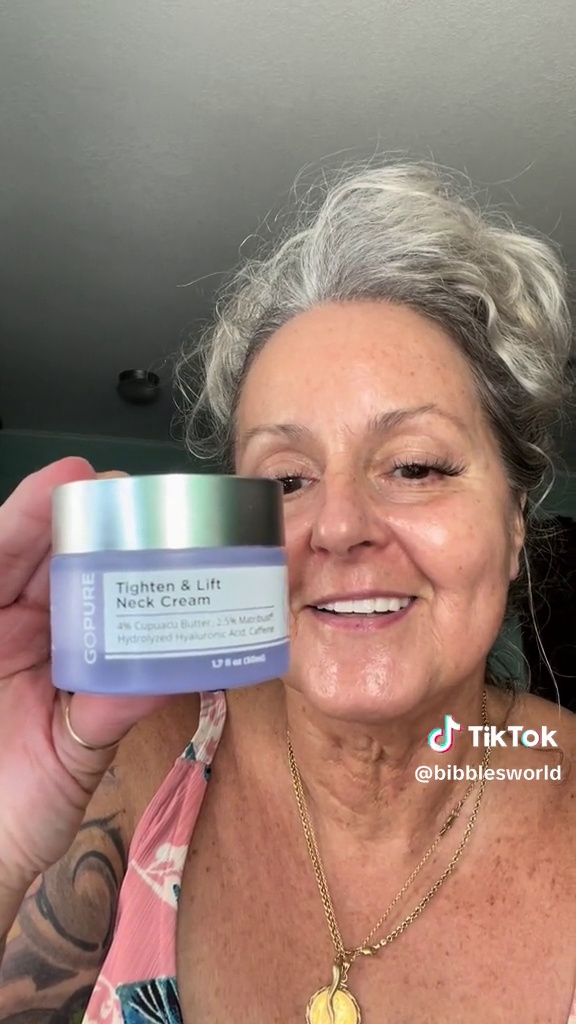 GOPURE
Tighten & Lift
Neck Cream
4% Cupuacu Butter, 2.5% Matribust®
Hydrolyzed Hyaluronic Acid, Caffeine
1.7 fl oz (50ml)
TikTok
@bibblesworld